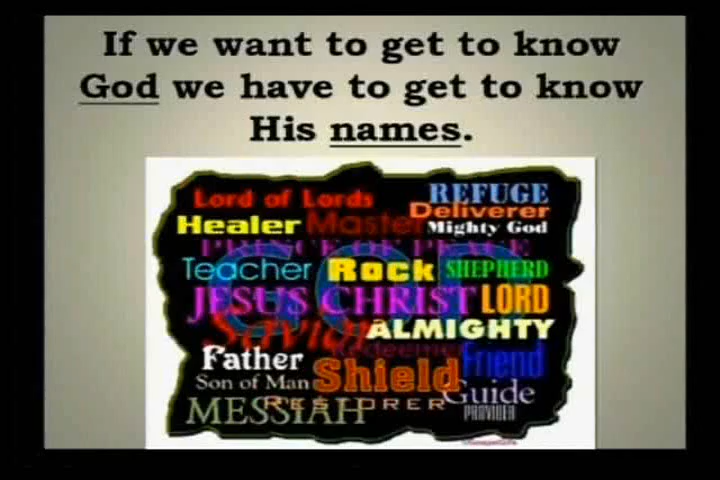 If we want to get to know
God we have to get to know
His names.
Lord of Lords
REFUGE
Deliverer
Healer
Master
Mighty God
PRINCE OF PEACE
Teacher
Rock
SHEPHERD
GOD
JESUS CHRIST
LORD
Savior
ALMIGHTY
Redeemer
Father
Friend
Son of Man
Shield
Guide
MESSIAH
RESTORER
PROVIDER